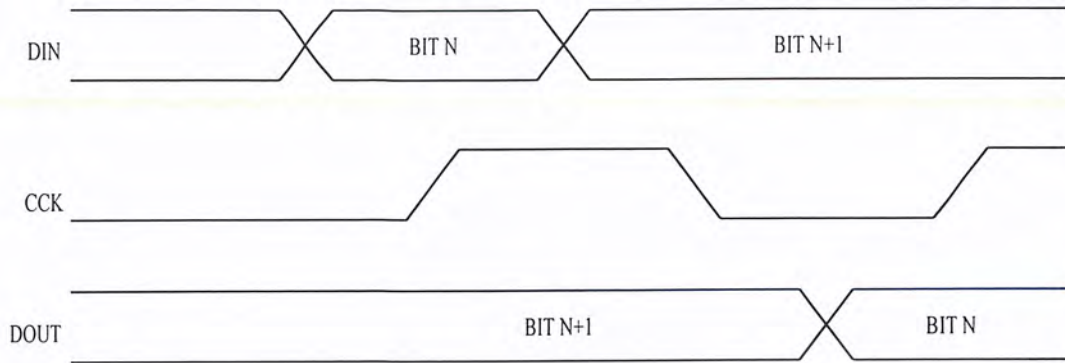 DIN
BIT N
BIT N+1
CCK
DOUT
BIT N+1
BIT N